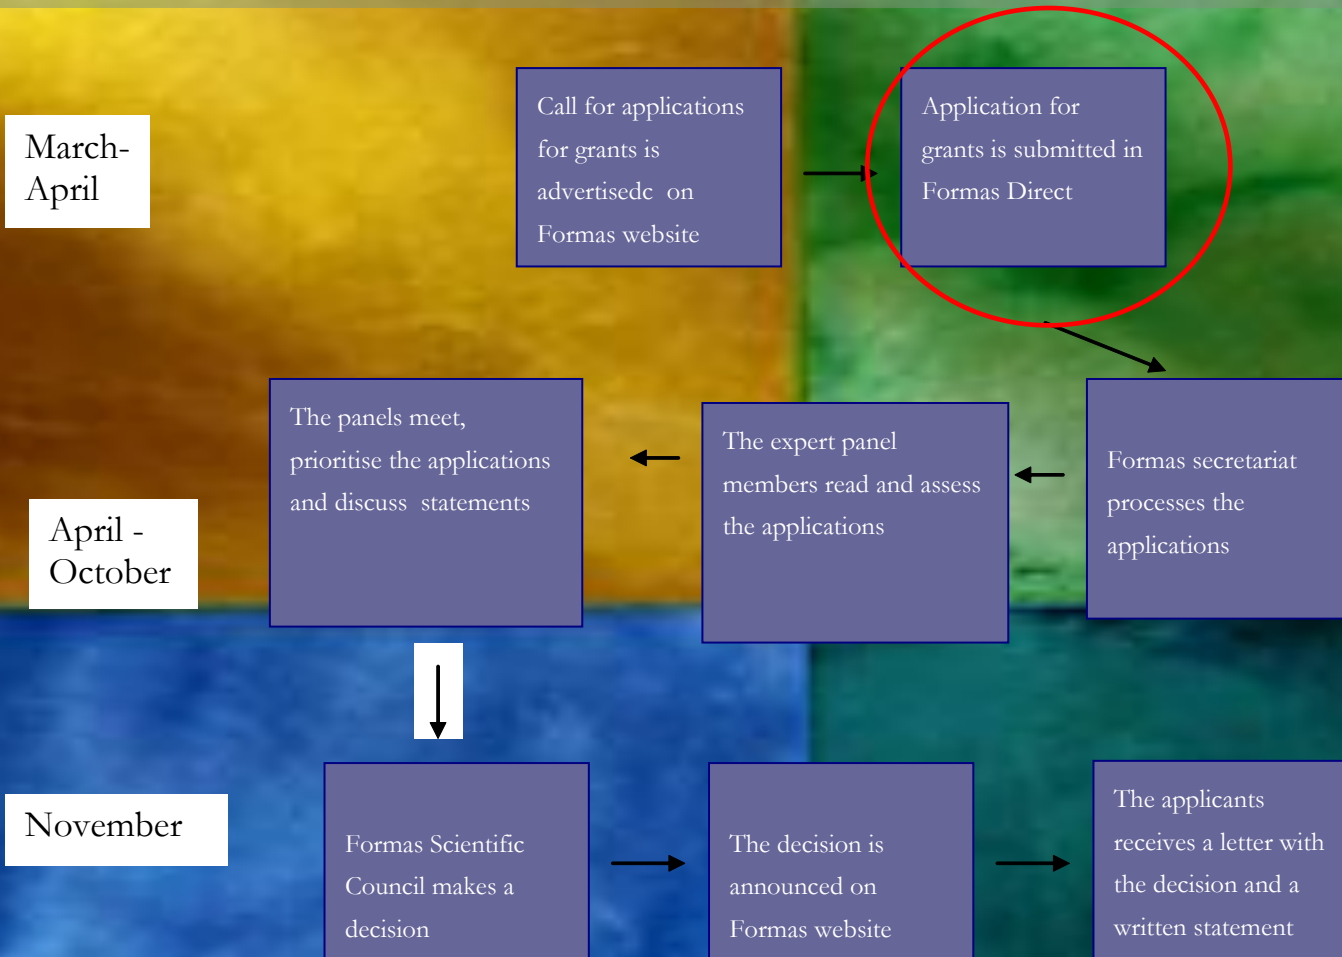 March-
April
Call for applications
for grants is
advertisedc on
Formas website
Application for
grants is submitted in
Formas Direct
April -
October
The panels meet,
prioritise the applications
and discuss statements
The expert panel
members read and assess
the applications
Formas secretariat
processes the
applications
November
Formas Scientific
Council makes a
decision
The decision is
announced on
Formas website
The applicants
receives a letter with
the decision and a
written statement